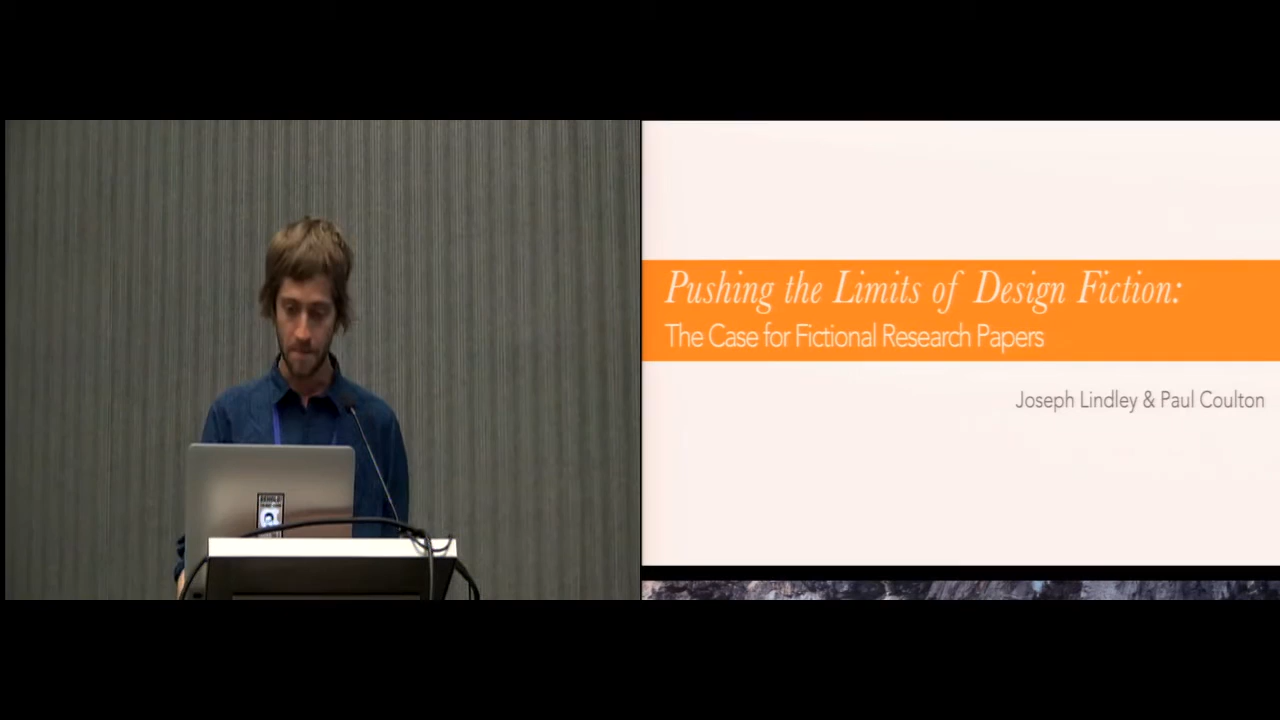 Pushing the Limits of Design Fiction:
The Case for Fictional Research Papers
Joseph Lindley & Paul Coulton